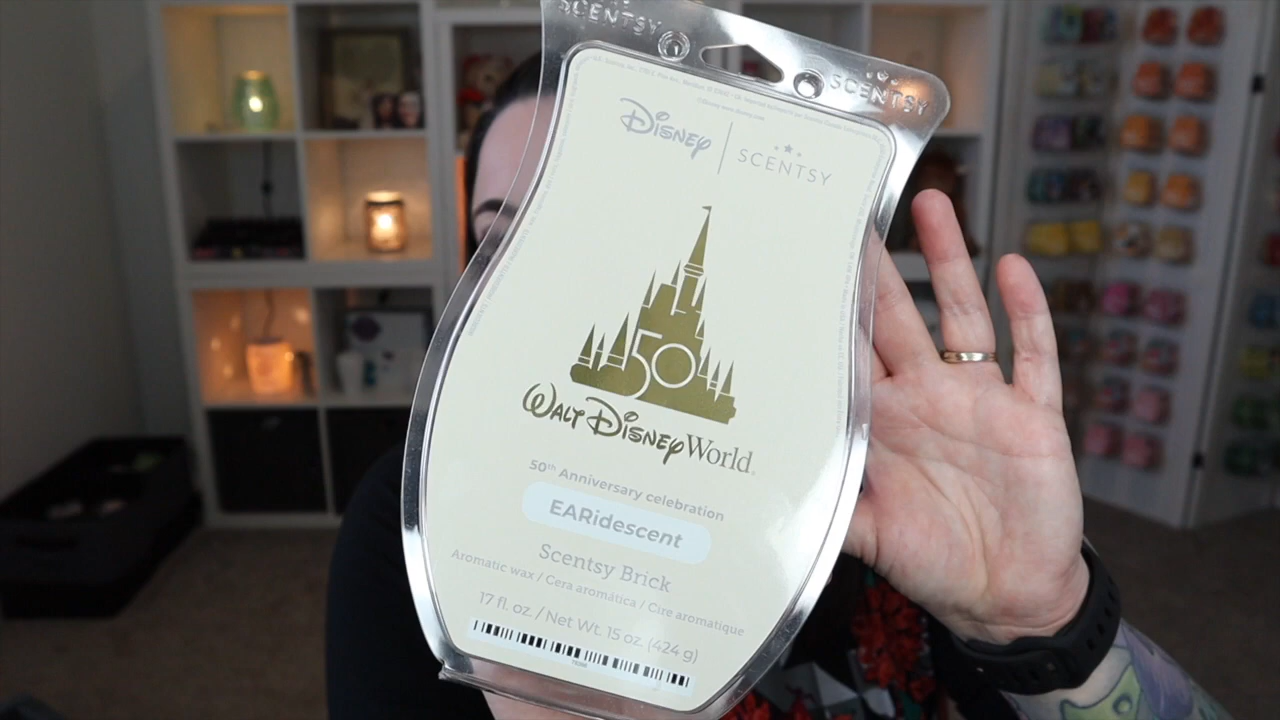 SCENTSY
SCENTSY
Disney | SCENTSY
50
WALT DISNEY World
50th Anniversary celebration
EARidescent
Scentsy Brick
Aromatic wax / Cera aromática / Cire aromatique
17 fl. oz. / Net Wt. 15 oz. (424 g)